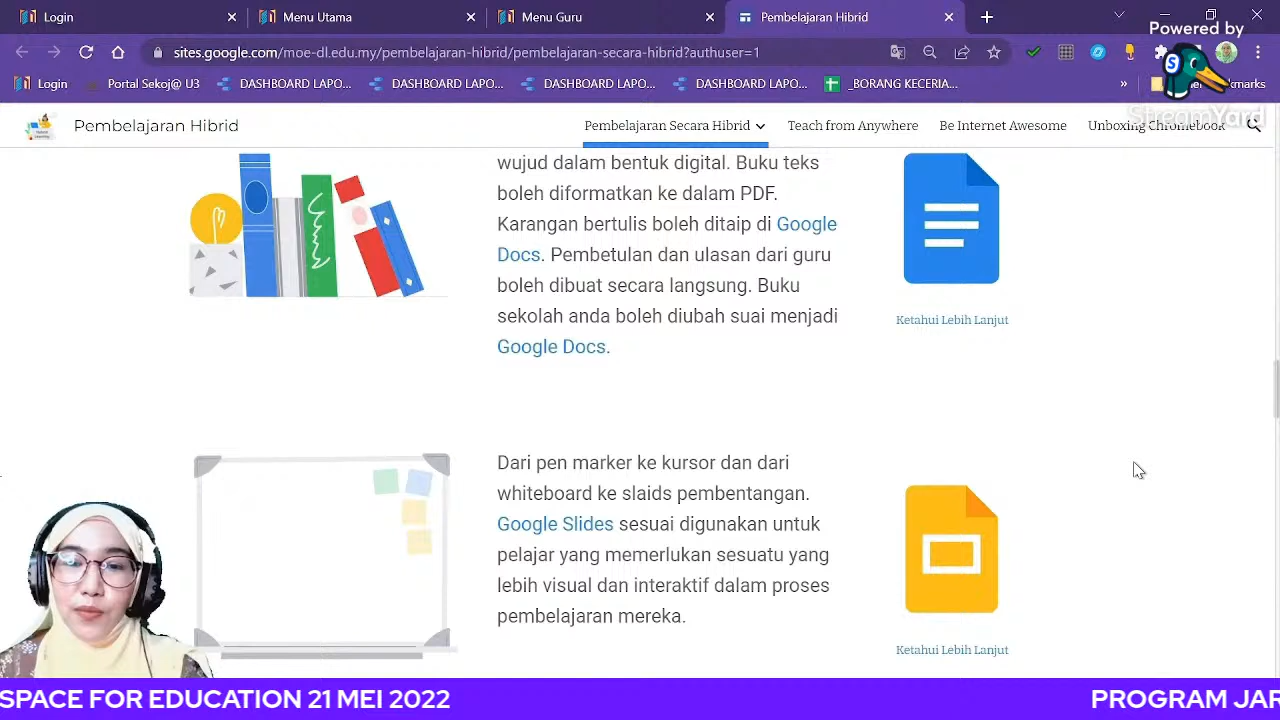 Login
Menu Utama
Menu Guru
Pembelajaran Hibrid
Powered by
sites.google.com/moe-dl.edu.my/pembelajaran-hibrid/pembelajaran-secara-hibrid?authuser=1
Login
Portal Sekoj@ U3
DASHBOARD LAPO...
DASHBOARD LAPO...
DASHBOARD LAPO...
DASHBOARD LAPO...
_BORANG KECERIA...
StreamYard
Pembelajaran Hibrid
Pembelajaran Secara Hibrid
Teach from Anywhere
Be Internet Awesome
Unboxing Chromebook
wujud dalam bentuk digital. Buku teks
boleh diformatkan ke dalam PDF.
Karangan bertulis boleh ditaip di Google
Docs. Pembetulan dan ulasan dari guru
boleh dibuat secara langsung. Buku
sekolah anda boleh diubah suai menjadi
Google Docs.
Ketahui Lebih Lanjut
Dari pen marker ke kursor dan dari
whiteboard ke slaids pembentangan.
Google Slides sesuai digunakan untuk
pelajar yang memerlukan sesuatu yang
lebih visual dan interaktif dalam proses
pembelajaran mereka.
Ketahui Lebih Lanjut
SPACE FOR EDUCATION 21 MEI 2022
PROGRAM JAR